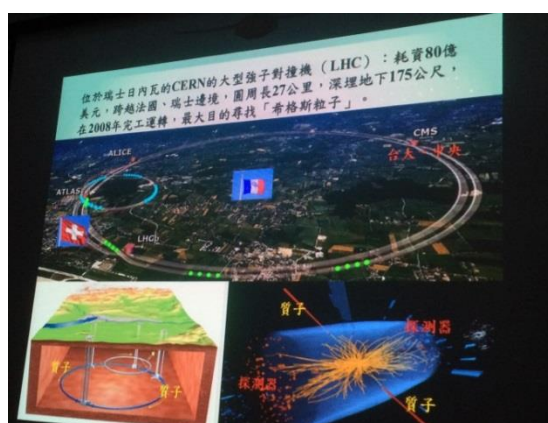 位於瑞士日內瓦的CERN的大型強子對撞機（LHC）：耗資80億
美元，跨越法國、瑞士邊境，圓周長27公里，深埋地下175公尺，
在2008年完工運轉，最大目的尋找「希格斯粒子」。
ALICE
CMS
台大、中央
ATLAS
LHCb
質子
探測器
質子
質子
探測器
質子